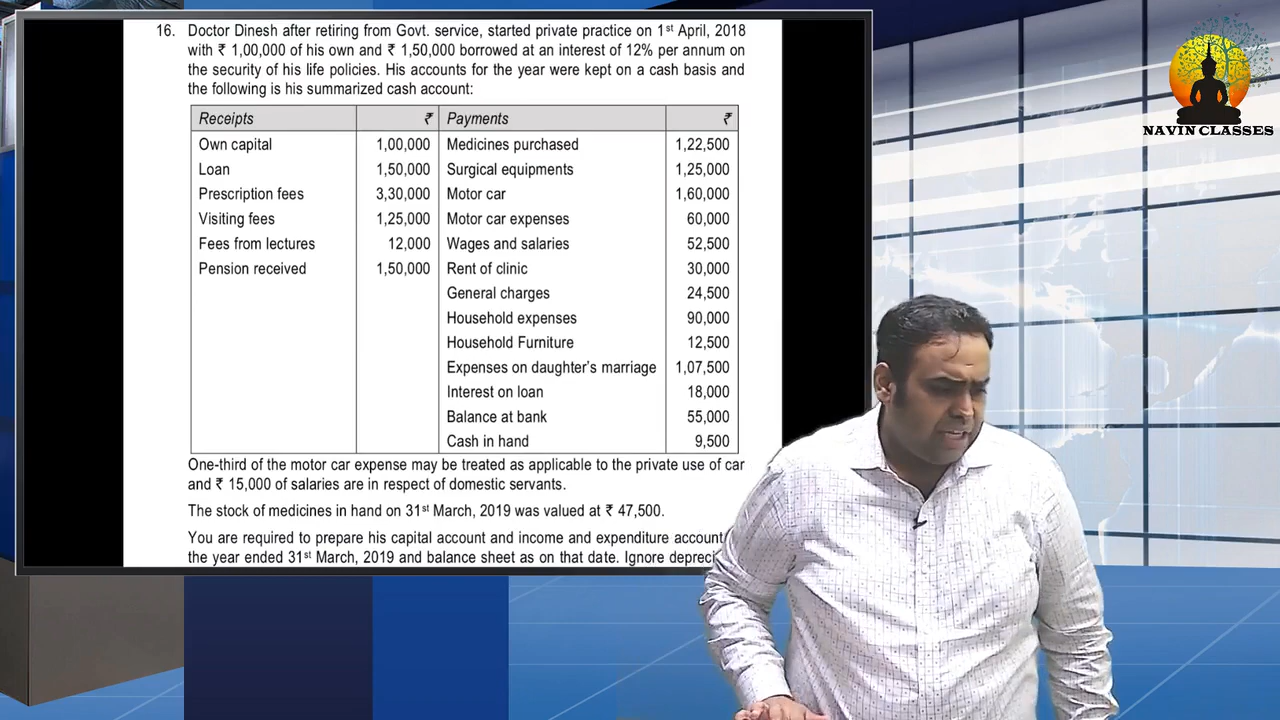 16. Doctor Dinesh after retiring from Govt. service, started private practice on 1st April, 2018
with ₹ 1,00,000 of his own and ₹ 1,50,000 borrowed at an interest of 12% per annum on
the security of his life policies. His accounts for the year were kept on a cash basis and
the following is his summarized cash account:
Receipts ₹ Payments ₹
Own capital 1,00,000 Medicines purchased 1,22,500
Loan 1,50,000 Surgical equipments 1,25,000
Prescription fees 3,30,000 Motor car 1,60,000
Visiting fees 1,25,000 Motor car expenses 60,000
Fees from lectures 12,000 Wages and salaries 52,500
Pension received 1,50,000 Rent of clinic 30,000
General charges 24,500
Household expenses 90,000
Household Furniture 12,500
Expenses on daughter's marriage 1,07,500
Interest on loan 18,000
Balance at bank 55,000
Cash in hand 9,500
One-third of the motor car expense may be treated as applicable to the private use of car
and ₹ 15,000 of salaries are in respect of domestic servants.
The stock of medicines in hand on 31st March, 2019 was valued at ₹ 47,500.
You are required to prepare his capital account and income and expenditure account
the year ended 31st March, 2019 and balance sheet as on that date. Ignore
NAVIN CLASSES